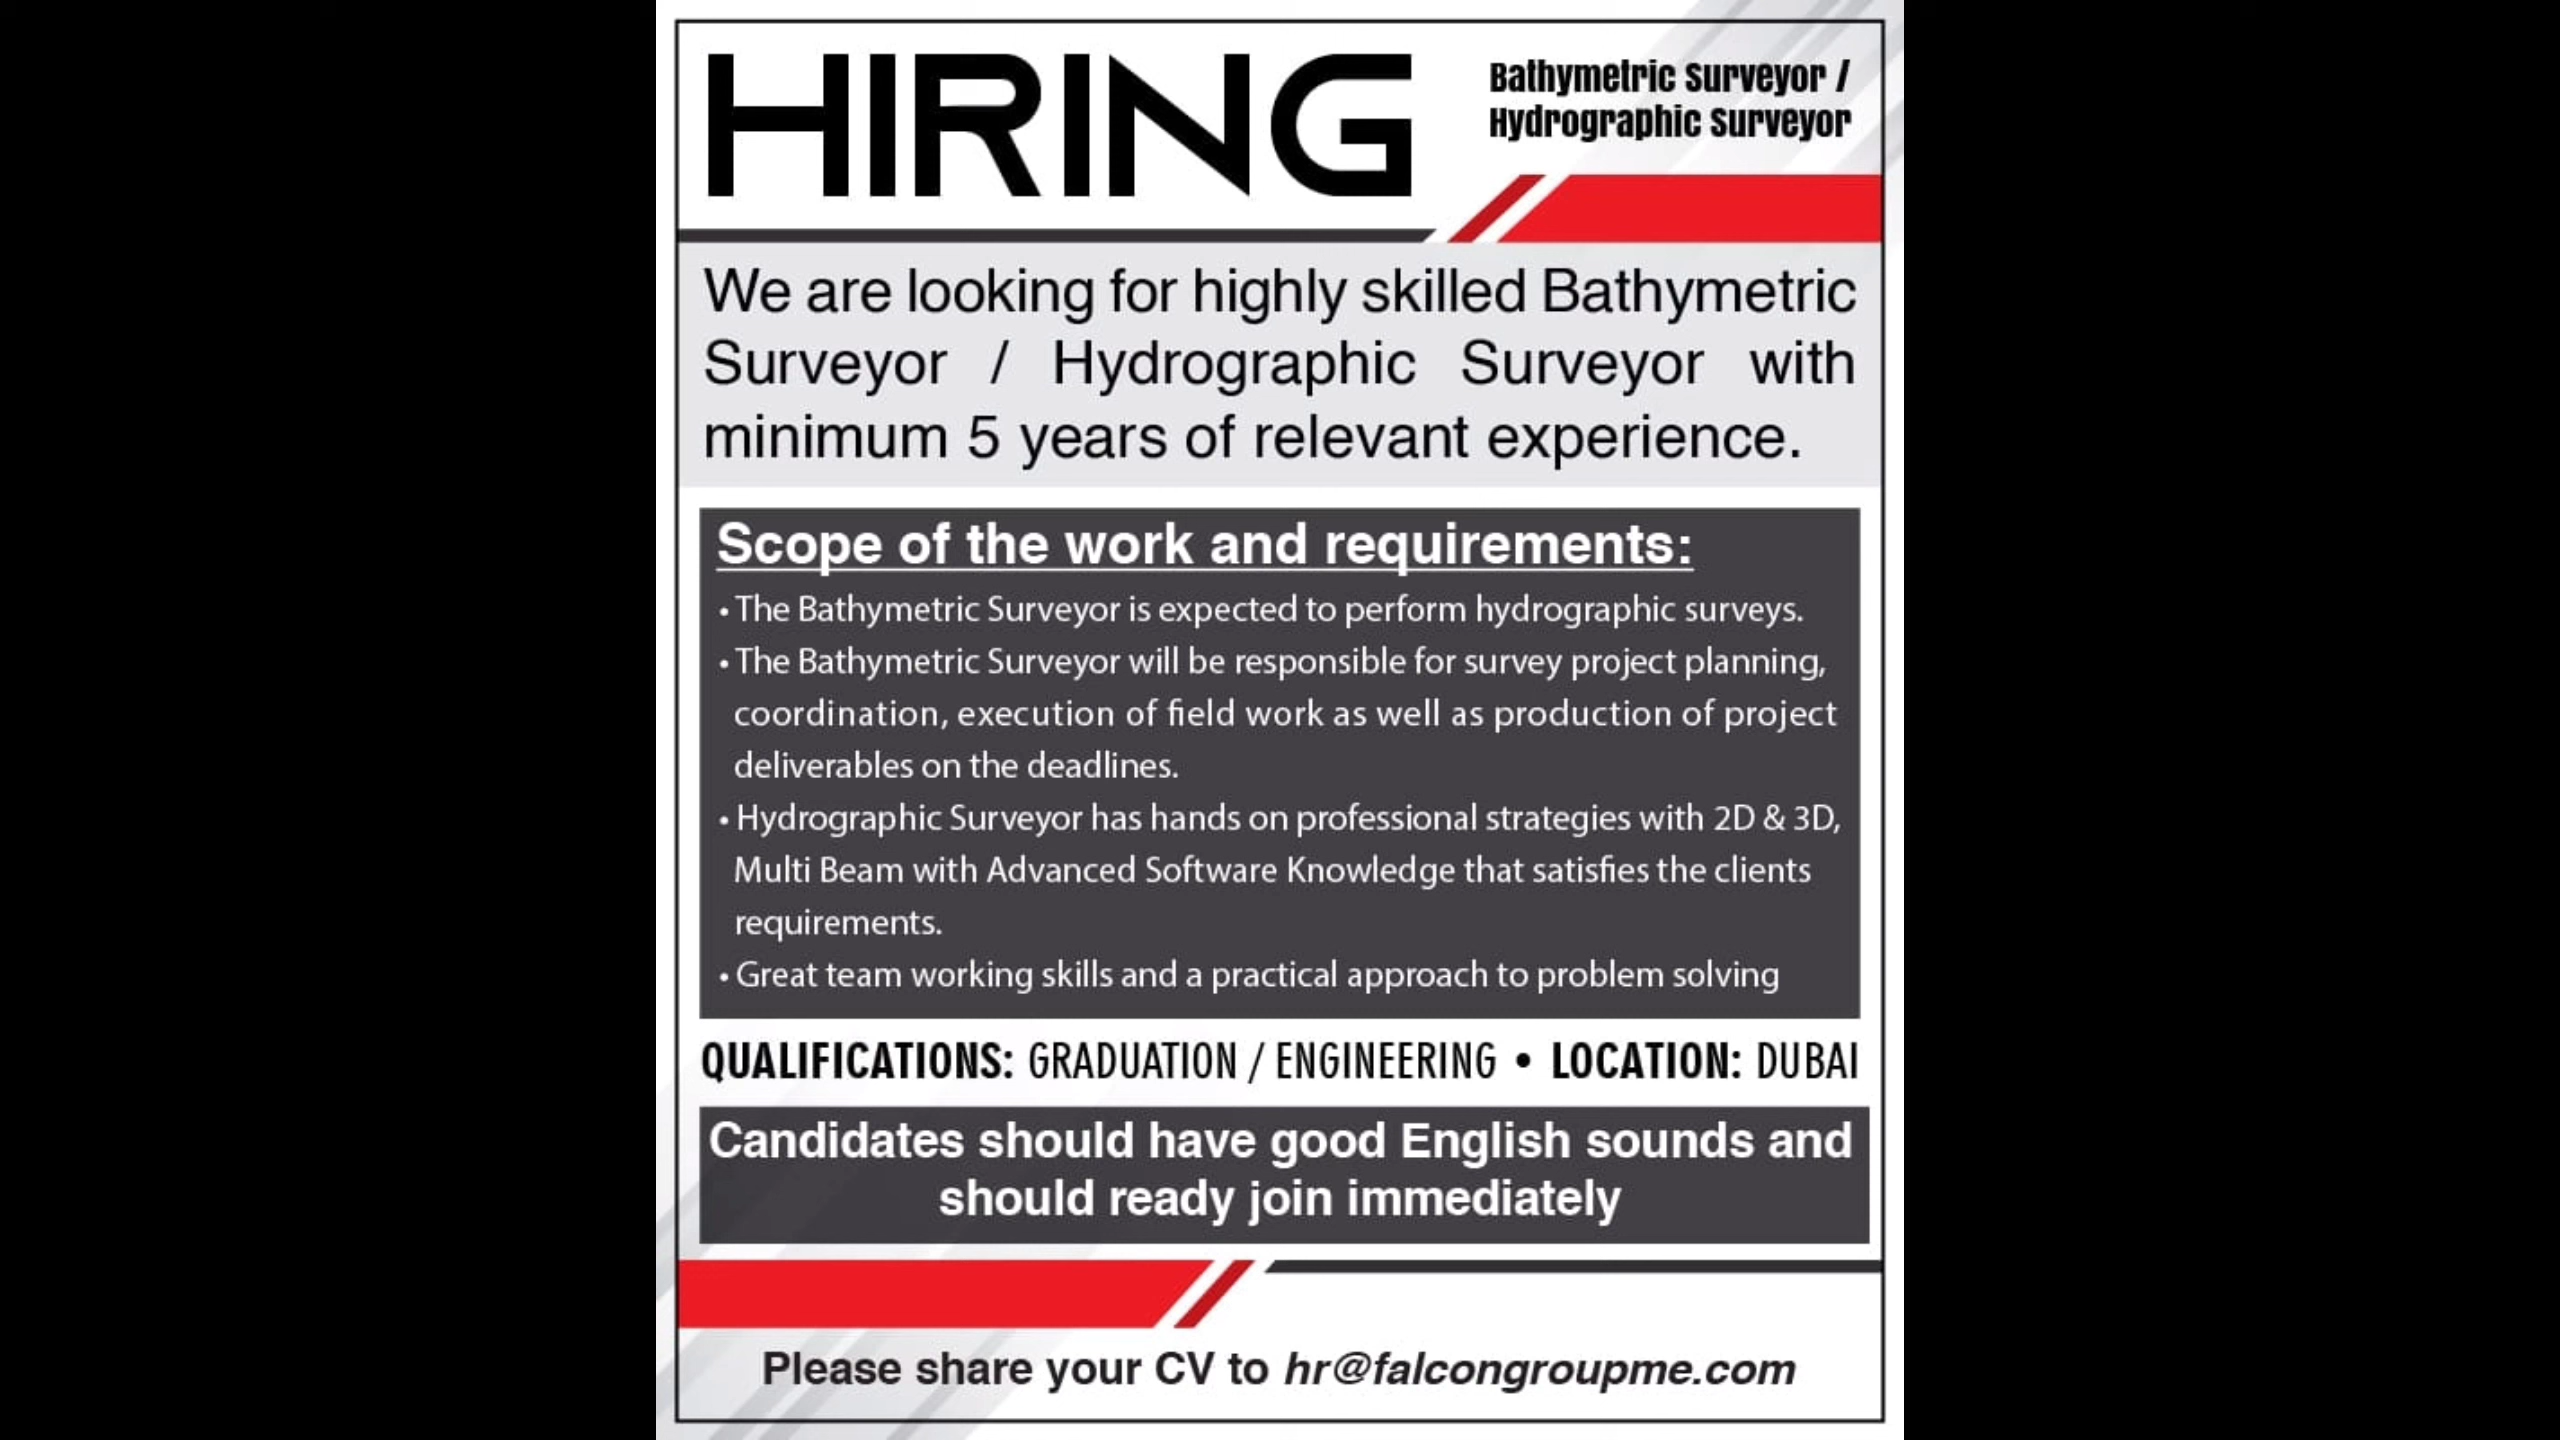 HIRING
Bathymetric Surveyor /
Hydrographic Surveyor
We are looking for highly skilled Bathymetric
Surveyor / Hydrographic Surveyor with
minimum 5 years of relevant experience.
Scope of the work and requirements:
• The Bathymetric Surveyor is expected to perform hydrographic surveys.
• The Bathymetric Surveyor will be responsible for survey project planning,
coordination, execution of field work as well as production of project
deliverables on the deadlines.
• Hydrographic Surveyor has hands on professional strategies with 2D & 3D,
Multi Beam with Advanced Software Knowledge that satisfies the clients
requirements.
• Great team working skills and a practical approach to problem solving
QUALIFICATIONS: GRADUATION / ENGINEERING • LOCATION: DUBAI
Candidates should have good English sounds and
should ready join immediately
Please share your CV to hr@falcongroupme.com